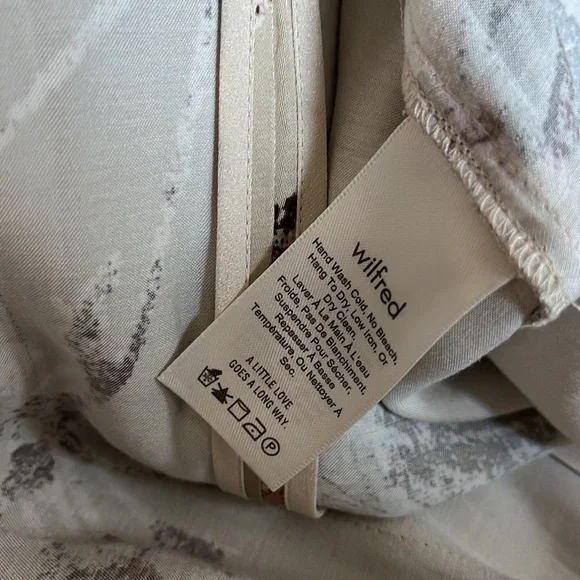 wilfred
Hand Wash Cold, No Bleach,
Hang To Dry, Low Iron, Or
Dry Clean.
Laver À La Main À L'eau
Froide, Pas De Blanchiment,
Suspendre Pour Sécher,
Repasser À Basse
Température, Ou Nettoyer À
Sec
A LITTLE LOVE
GOES A LONG WAY.
P